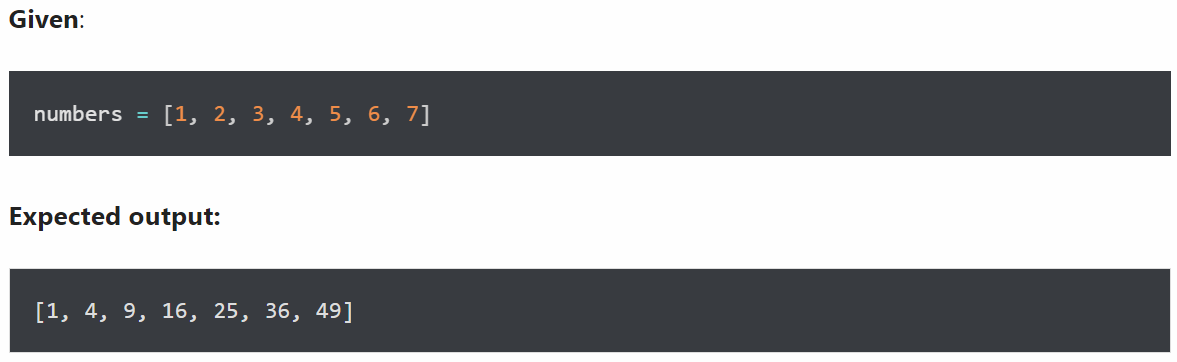 Given:
numbers = [1, 2, 3, 4, 5, 6, 7]
Expected output:
[1, 4, 9, 16, 25, 36, 49]